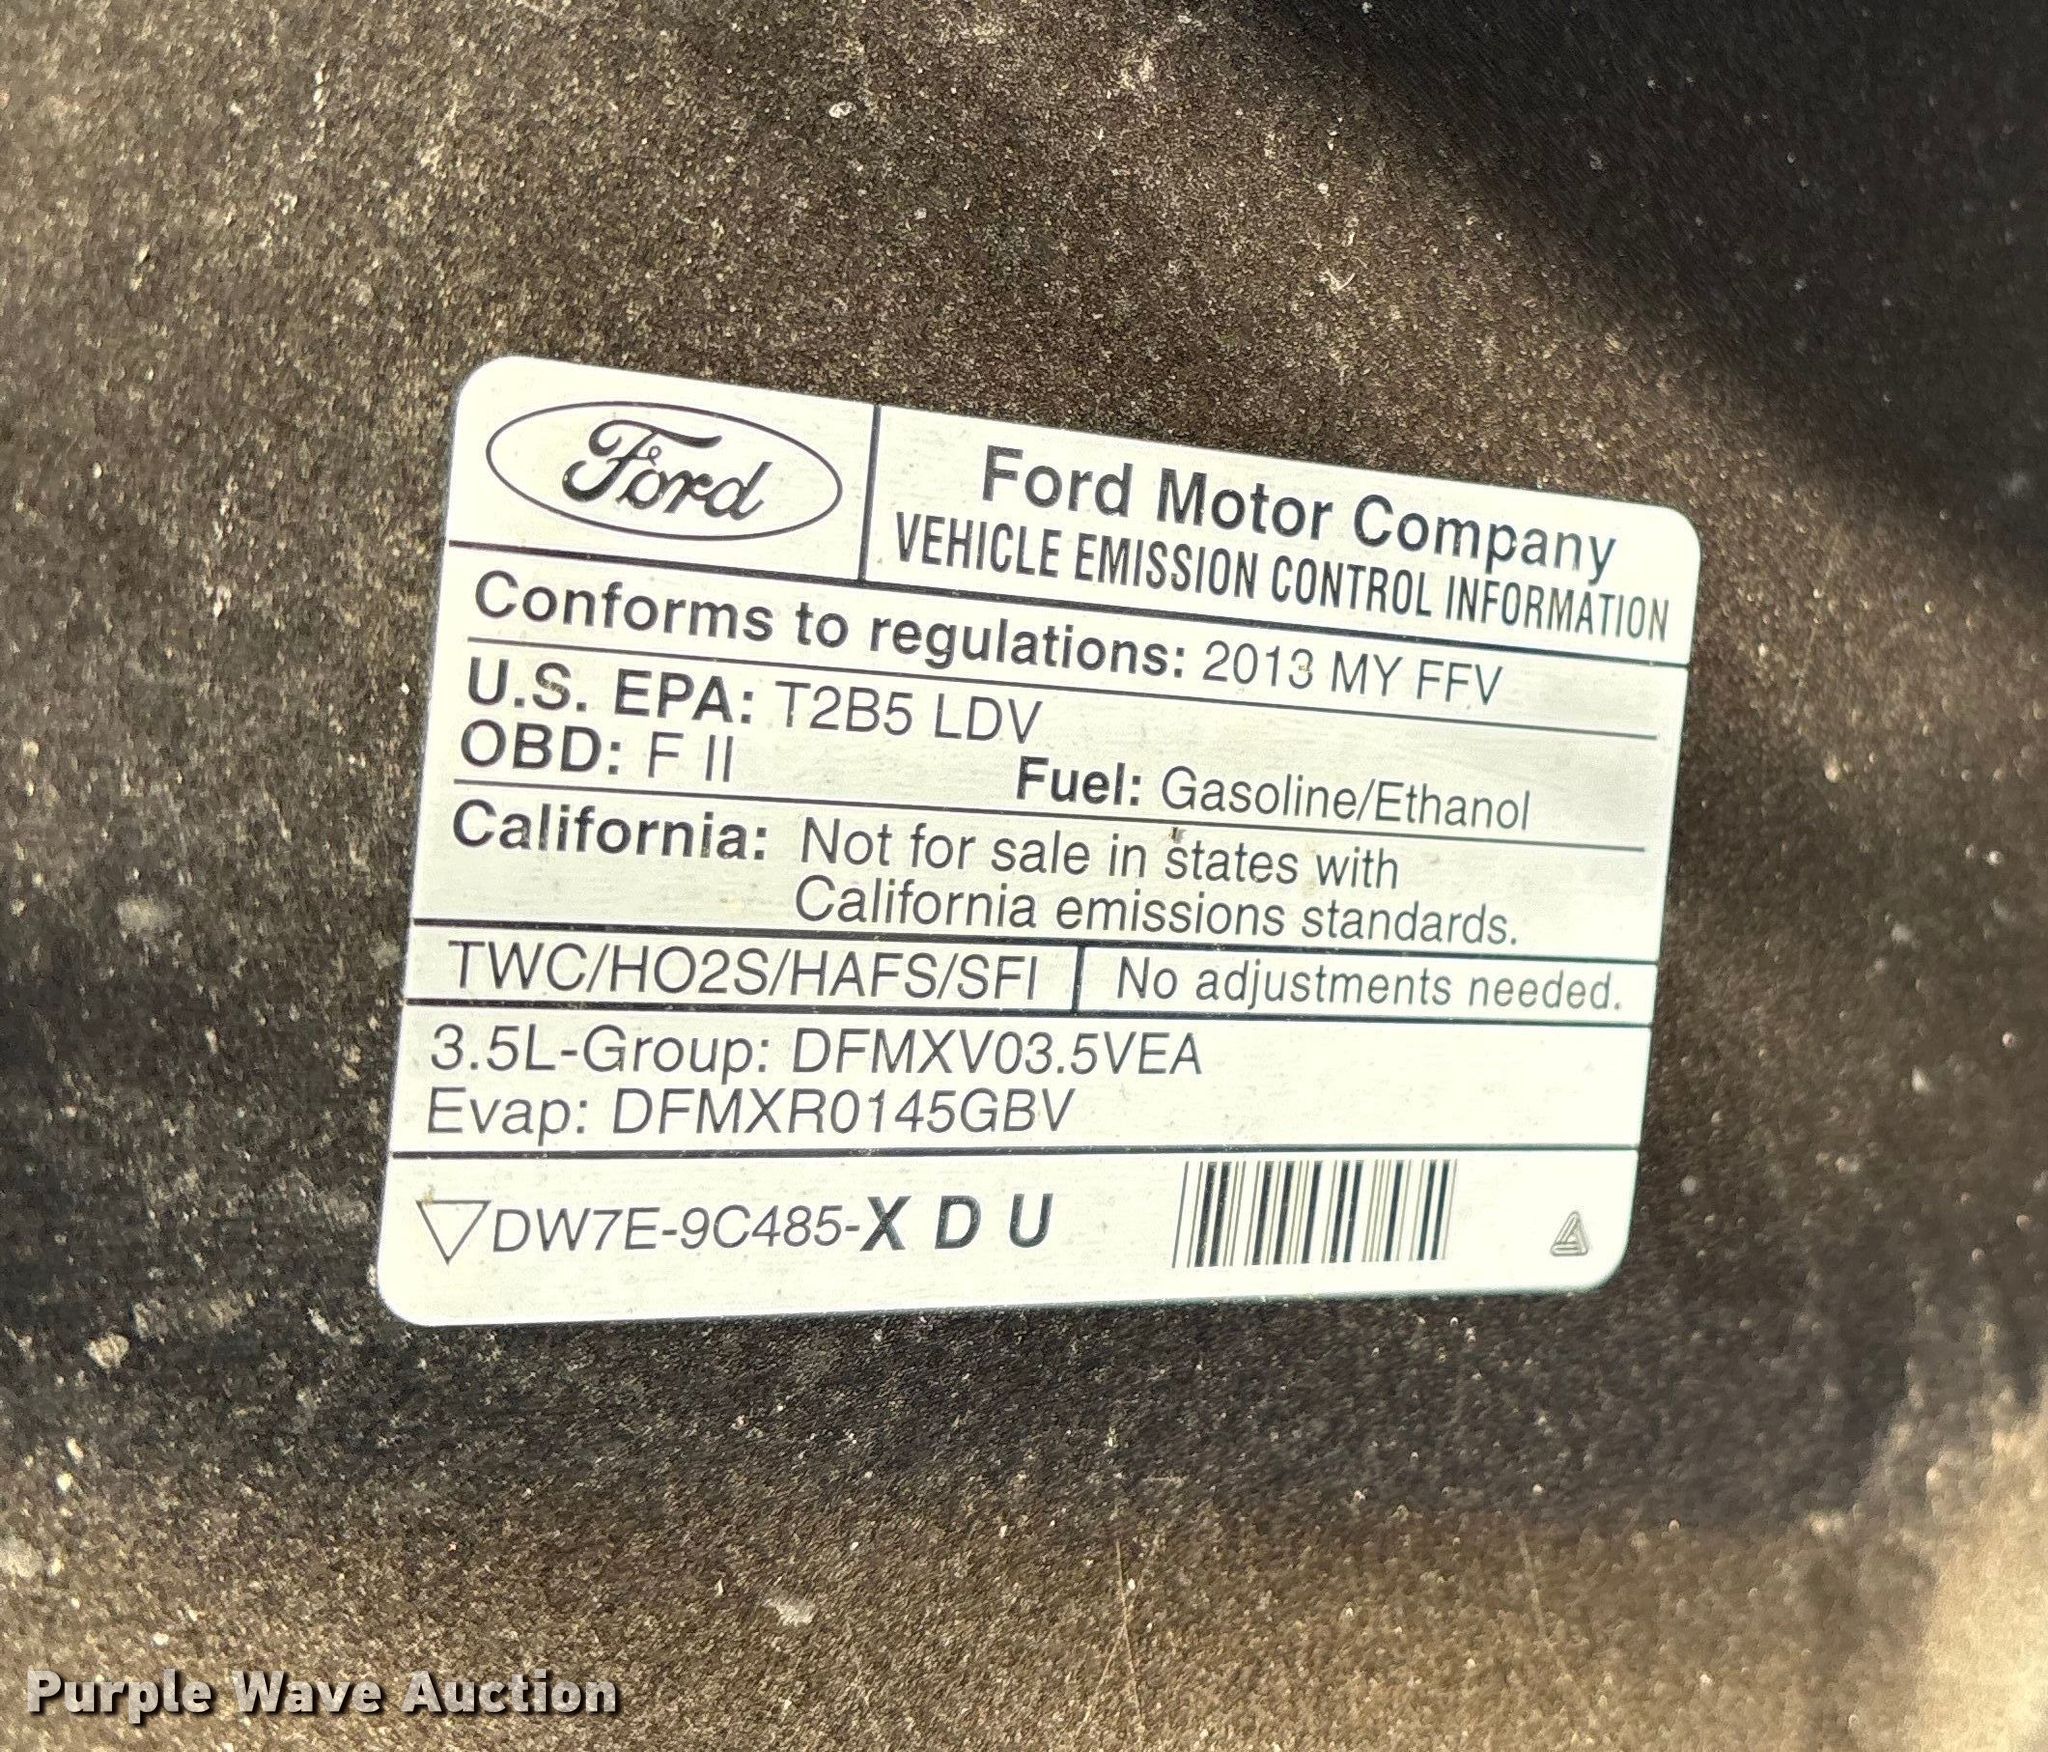 Ford
Ford Motor Company
VEHICLE EMISSION CONTROL INFORMATION
Conforms to regulations: 2013 MY FFV
U.S. EPA: T2B5 LDV
OBD: F II Fuel: Gasoline/Ethanol
California: Not for sale in states with
California emissions standards.
TWC/HO2S/HAFS/SFI No adjustments needed.
3.5L-Group: DFMXV03.5VEA
Evap: DFMXR0145GBV
DW7E-9C485-X D U
Purple Wave Auction